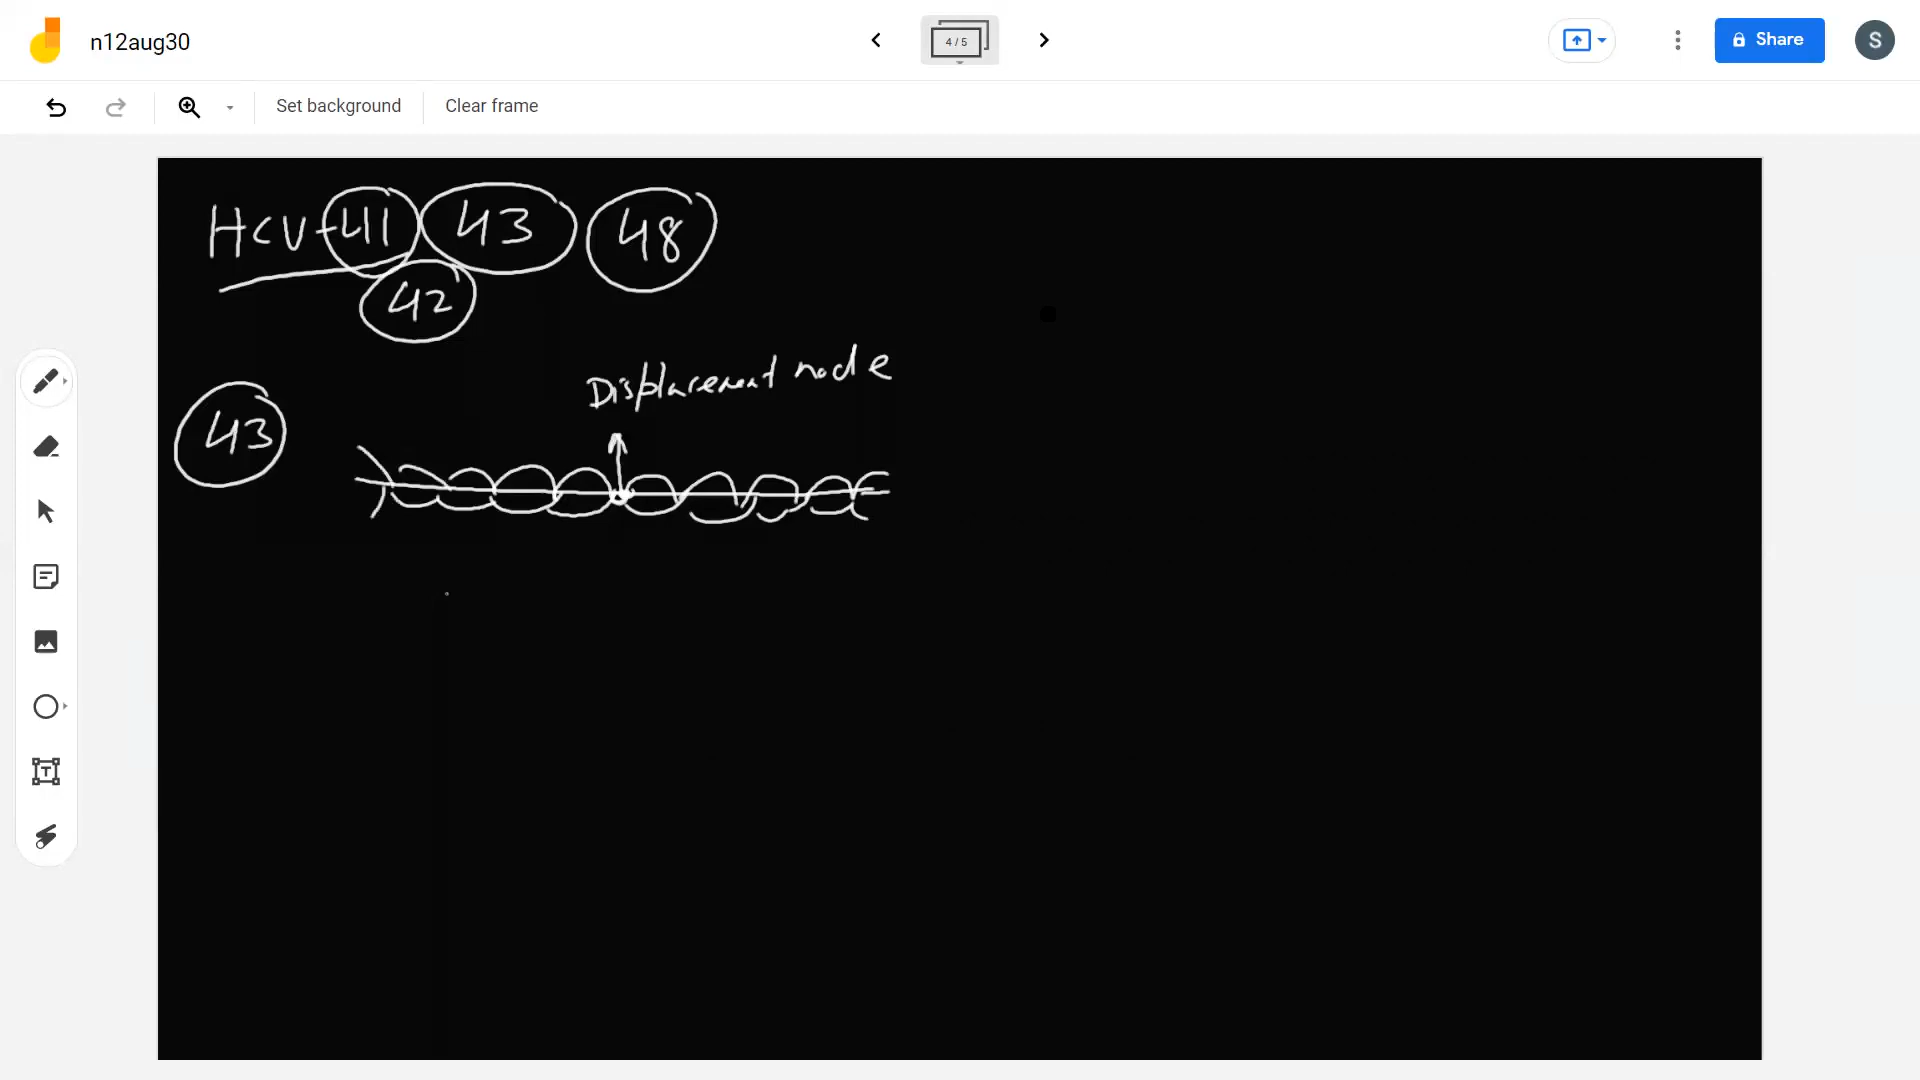 n12aug30
4 / 5
Share
S
Set background
Clear frame
HCV-41 43 48
42
Displacement node
43